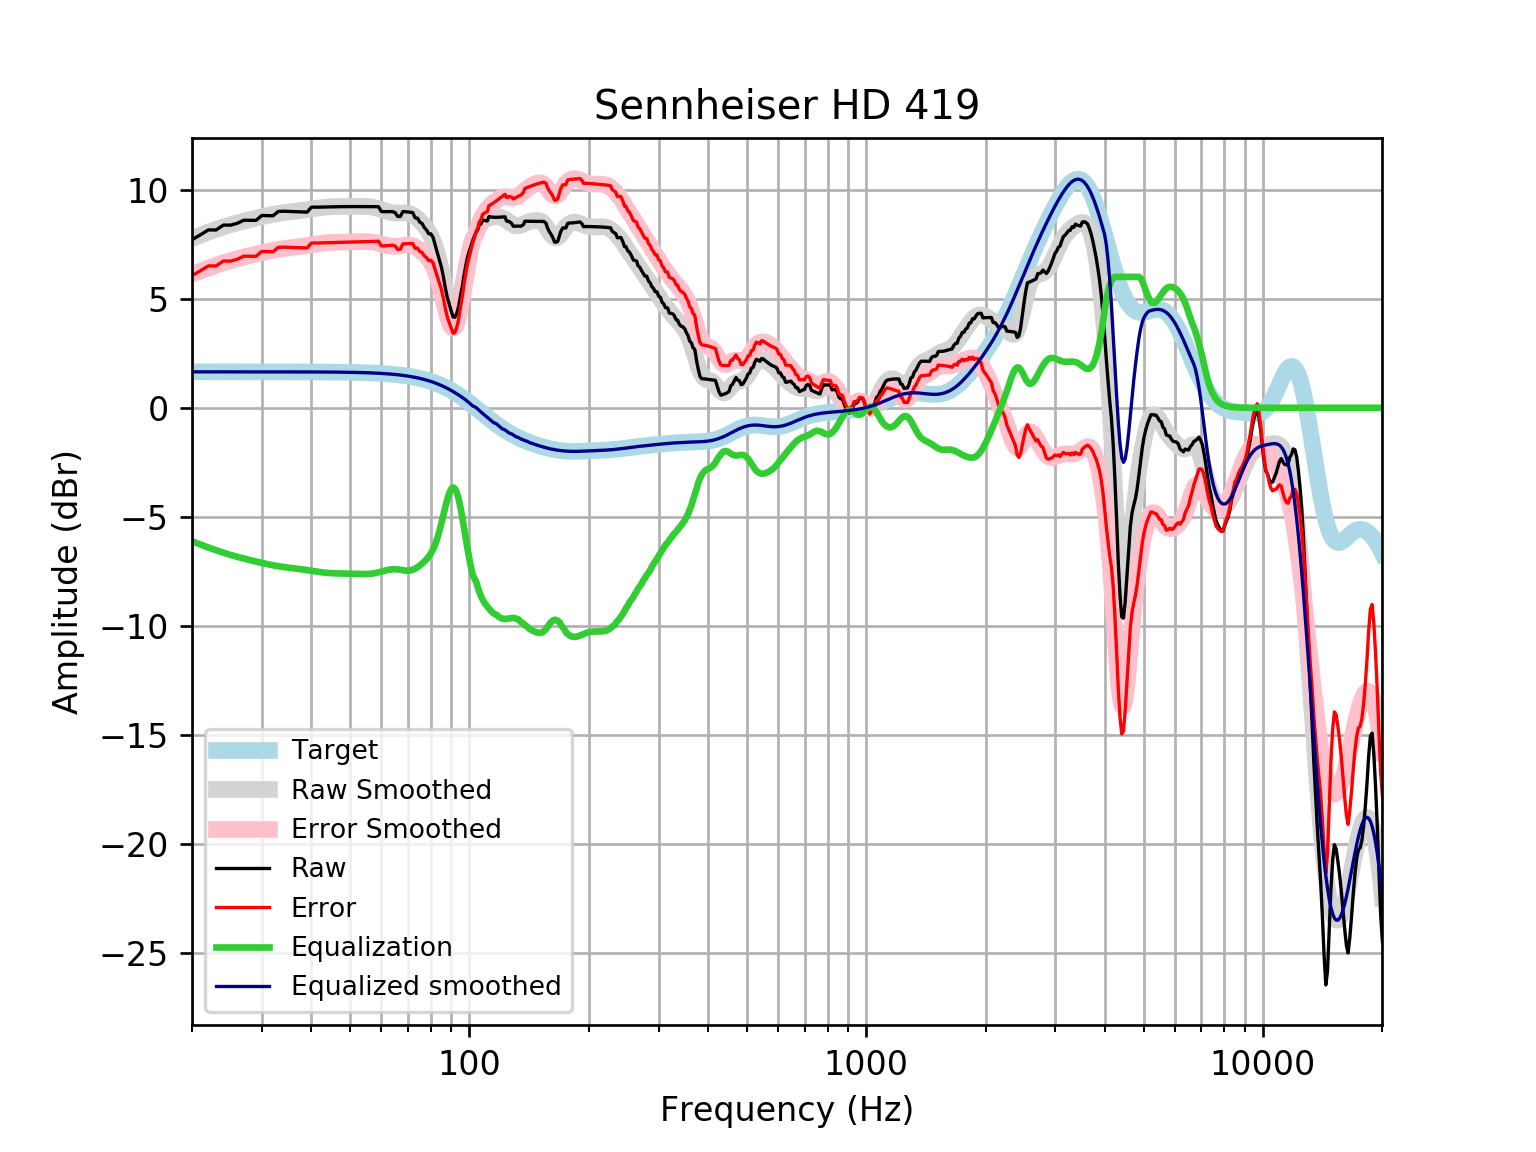 Sennheiser HD 419
Amplitude (dBr)
10
5
0
−5
−10
−15
−20
−25
Target
Raw Smoothed
Error Smoothed
Raw
Error
Equalization
Equalized smoothed
100
1000
10000
Frequency (Hz)